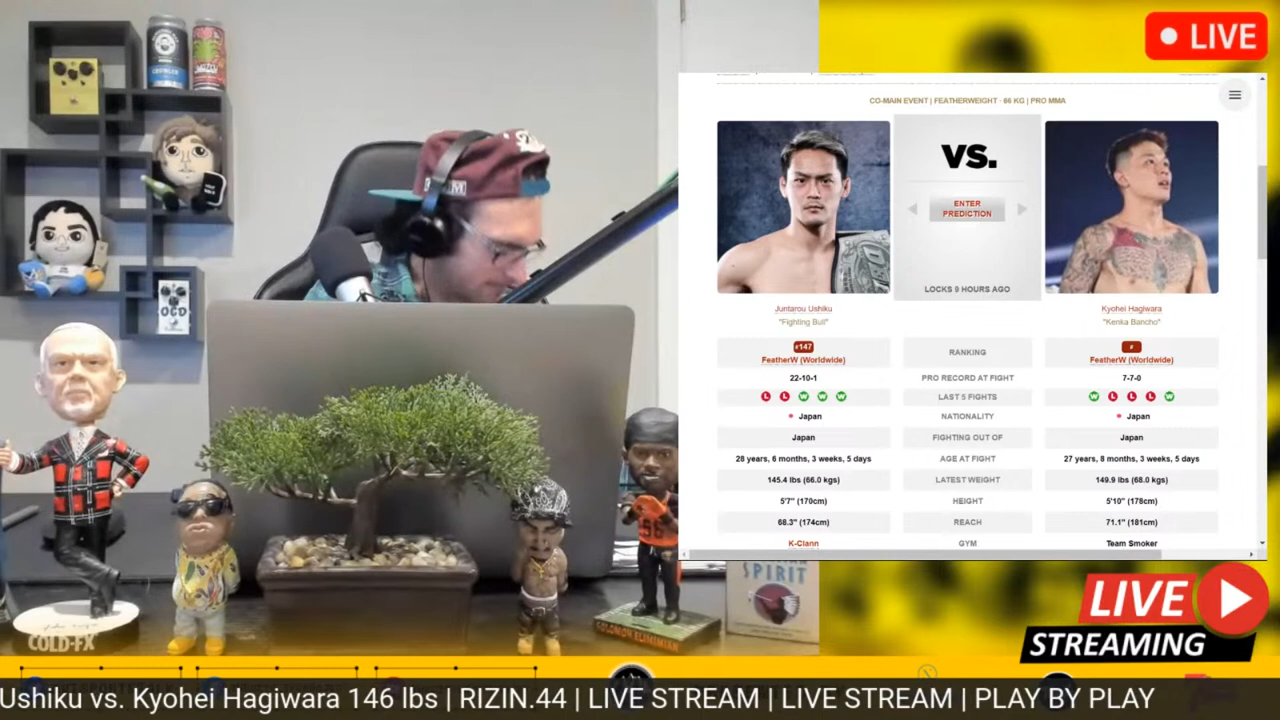 LIVE
CO-MAIN EVENT | FEATHERWEIGHT · 66 KG | PRO MMA
VS.
ENTER
PREDICTION
LOCKS 9 HOURS AGO
Juntarou Ushiku
Kyohei Hagiwara
"Fighting Bull"
"Kenka Bancho"
#147
RANKING
#
FeatherW (Worldwide)
FeatherW (Worldwide)
22-10-1
PRO RECORD AT FIGHT
7-7-0
L L W W W
LAST 5 FIGHTS
W L L L W
Japan
NATIONALITY
Japan
Japan
FIGHTING OUT OF
Japan
28 years, 6 months, 3 weeks, 5 days
AGE AT FIGHT
27 years, 8 months, 3 weeks, 5 days
145.4 lbs (66.0 kgs)
LATEST WEIGHT
149.9 lbs (68.0 kgs)
5'7" (170cm)
HEIGHT
5'10" (178cm)
68.3" (174cm)
REACH
71.1" (181cm)
K-Clann
GYM
Team Smoker
OCD
COLD-FX
SOLOMON ELIMIMIAN
SPIRIT
LIVE
STREAMING
Ushiku vs. Kyohei Hagiwara 146 lbs | RIZIN.44 | LIVE STREAM | LIVE STREAM | PLAY BY PLAY